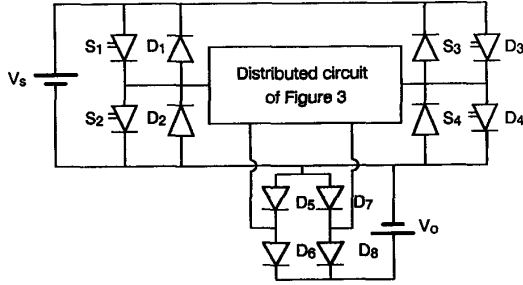 S1 D1 S3 D3
Vs
Distributed circuit
of Figure 3
S2 D2 S4 D4
D5 D7
Vo
D6 D8